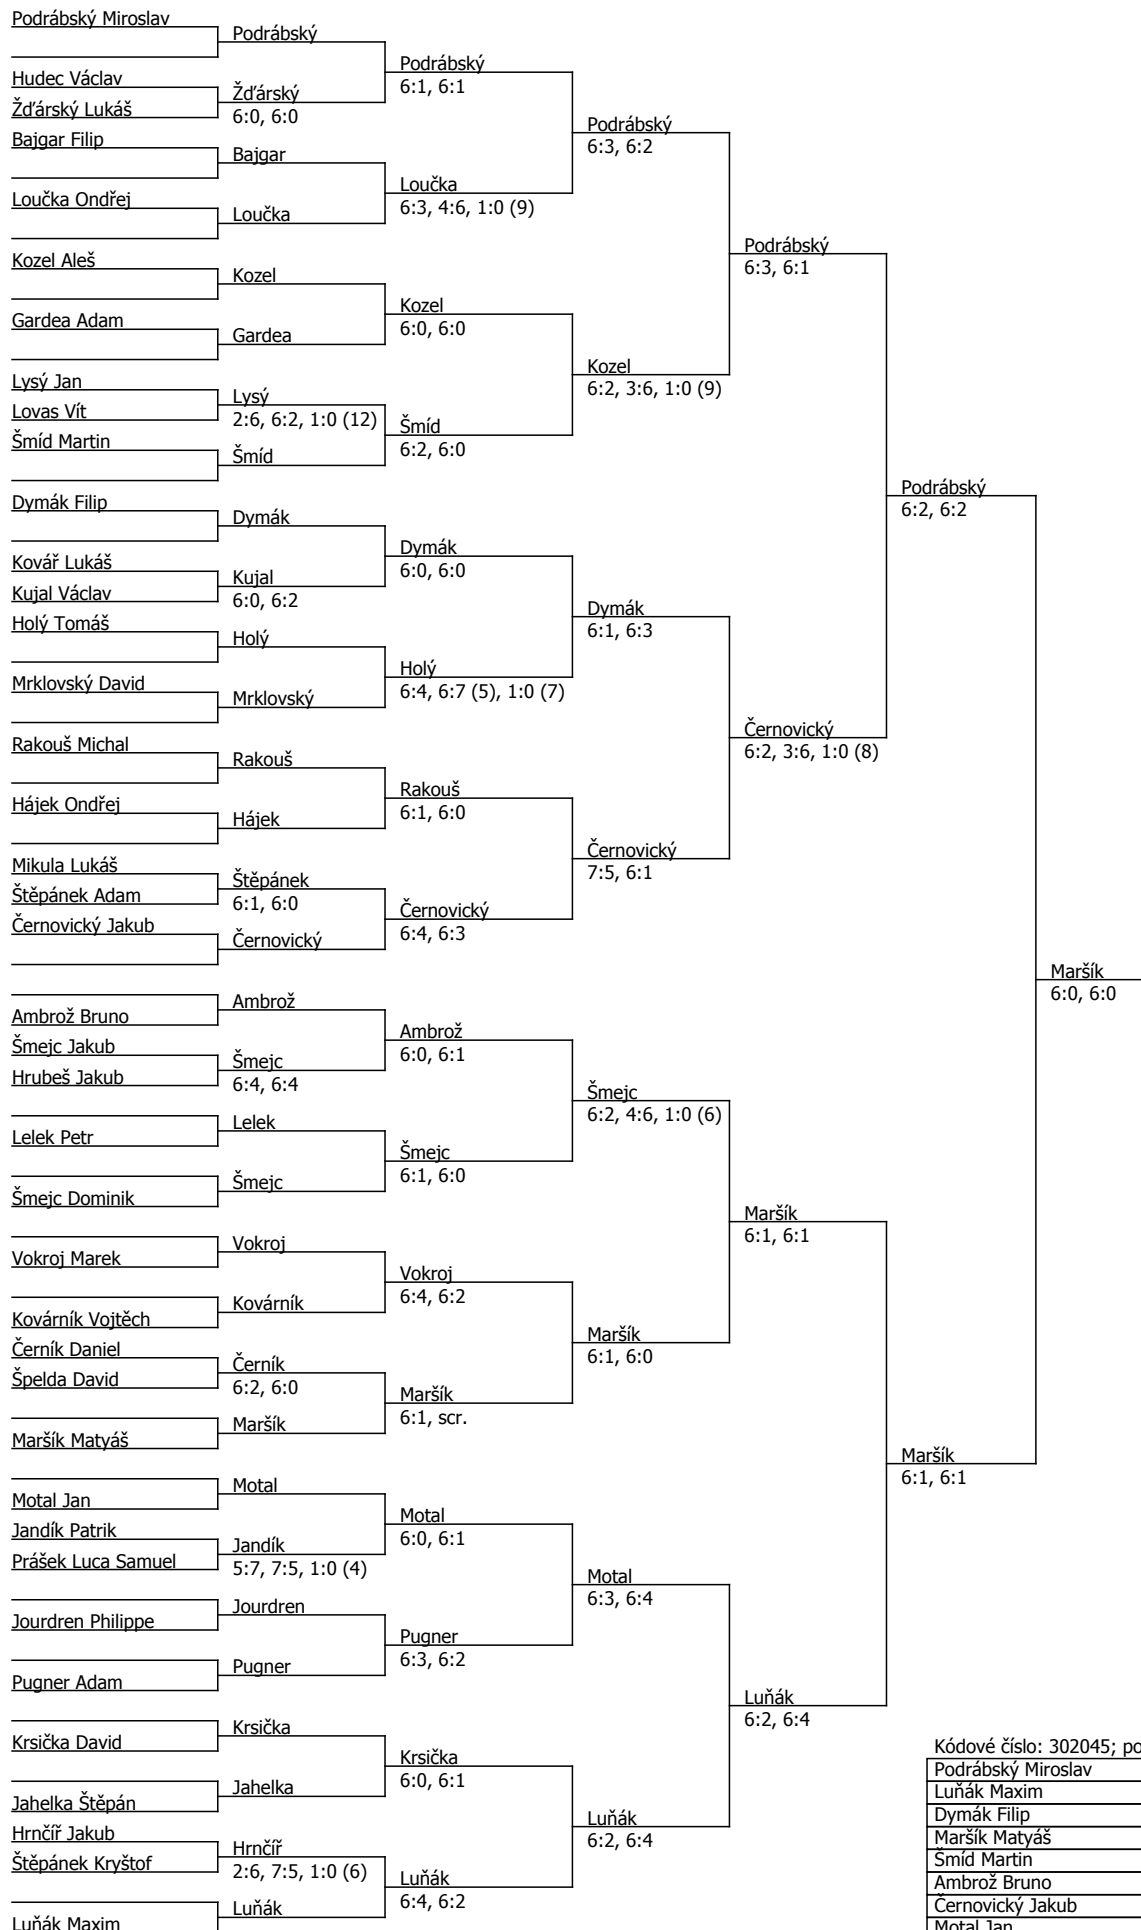 Podrábský Miroslav
Hudec Václav
Žďárský Lukáš
Bajgar Filip
Loučka Ondřej
Kozel Aleš
Gardea Adam
Lysý Jan
Lovas Vít
Šmíd Martin
Dymák Filip
Kovář Lukáš
Kujal Václav
Holý Tomáš
Mrklovský David
Rakouš Michal
Hájek Ondřej
Mikula Lukáš
Štěpánek Adam
Černovický Jakub
Ambrož Bruno
Šmejc Jakub
Hrubeš Jakub
Lelek Petr
Šmejc Dominik
Vokroj Marek
Kovárník Vojtěch
Černík Daniel
Špelda David
Maršík Matyáš
Motal Jan
Jandík Patrik
Prášek Luca Samuel
Jourdren Philippe
Pugner Adam
Krsička David
Jahelka Štěpán
Hrnčíř Jakub
Štěpánek Kryštof
Luňák Maxim
Podrábský
Žďárský
6:0, 6:0
Bajgar
Loučka
Kozel
Gardea
Lysý
2:6, 6:2, 1:0 (12)
Šmíd
Dymák
Kujal
6:0, 6:2
Holý
Mrklovský
Rakouš
Hájek
Štěpánek
6:1, 6:0
Černovický
Ambrož
Šmejc
6:4, 6:4
Lelek
Šmejc
Vokroj
Kovárník
Černík
6:2, 6:0
Maršík
Motal
Jandík
5:7, 7:5, 1:0 (4)
Jourdren
Pugner
Krsička
Jahelka
Hrnčíř
2:6, 7:5, 1:0 (6)
Luňák
Podrábský
6:1, 6:1
Loučka
6:3, 4:6, 1:0 (9)
Kozel
6:0, 6:0
Šmíd
6:2, 6:0
Dymák
6:0, 6:0
Holý
6:4, 6:7 (5), 1:0 (7)
Rakouš
6:1, 6:0
Černovický
6:4, 6:3
Ambrož
6:0, 6:1
Šmejc
6:1, 6:0
Vokroj
6:4, 6:2
Maršík
6:1, scr.
Motal
6:0, 6:1
Pugner
6:3, 6:2
Krsička
6:0, 6:1
Luňák
6:4, 6:2
Podrábský
6:3, 6:2
Kozel
6:2, 3:6, 1:0 (9)
Dymák
6:1, 6:3
Černovický
7:5, 6:1
Šmejc
6:2, 4:6, 1:0 (6)
Maršík
6:1, 6:0
Motal
6:3, 6:4
Luňák
6:2, 6:4
Podrábský
6:3, 6:1
Černovický
6:2, 3:6, 1:0 (8)
Maršík
6:1, 6:1
Luňák
6:2, 6:4
Podrábský
6:2, 6:2
Maršík
6:1, 6:1
Maršík
6:0, 6:0
Kódové číslo: 302045; po
Podrábský Miroslav
Luňák Maxim
Dymák Filip
Maršík Matyáš
Šmíd Martin
Ambrož Bruno
Černovický Jakub
Motal Jan